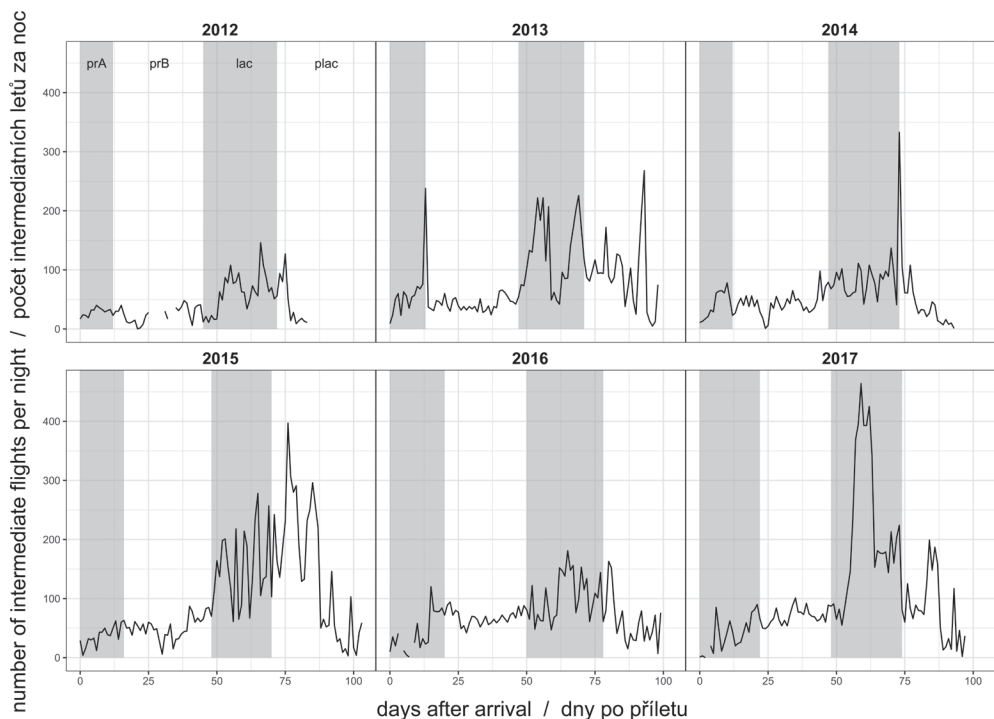 number of intermediate flights per night / počet intermediatních letů za noc
2012 2013 2014
prA prB lac plac
400
300
200
100
0
2015 2016 2017
400
300
200
100
0
0 25 50 75 100 0 25 50 75 100 0 25 50 75 100
days after arrival / dny po příletu